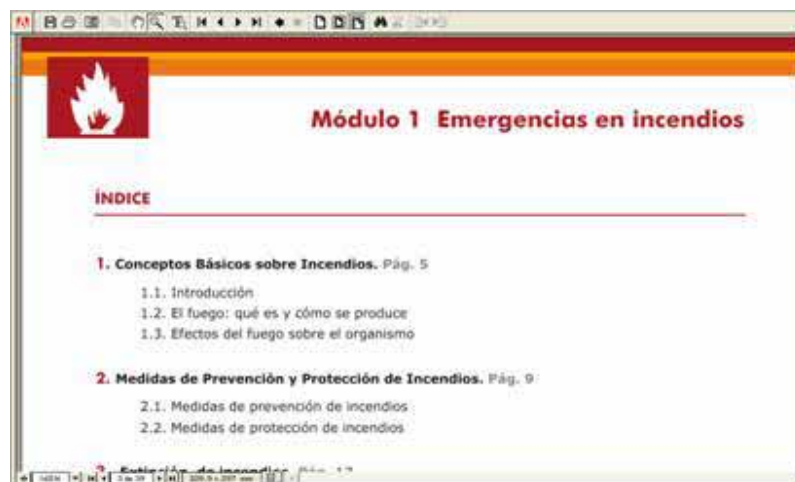 Módulo 1 Emergencias en incendios
ÍNDICE
1. Conceptos Básicos sobre Incendios. Pág. 5
1.1. Introducción
1.2. El fuego: qué es y cómo se produce
1.3. Efectos del fuego sobre el organismo
2. Medidas de Prevención y Protección de Incendios. Pág. 9
2.1. Medidas de prevención de incendios
2.2. Medidas de protección de incendios